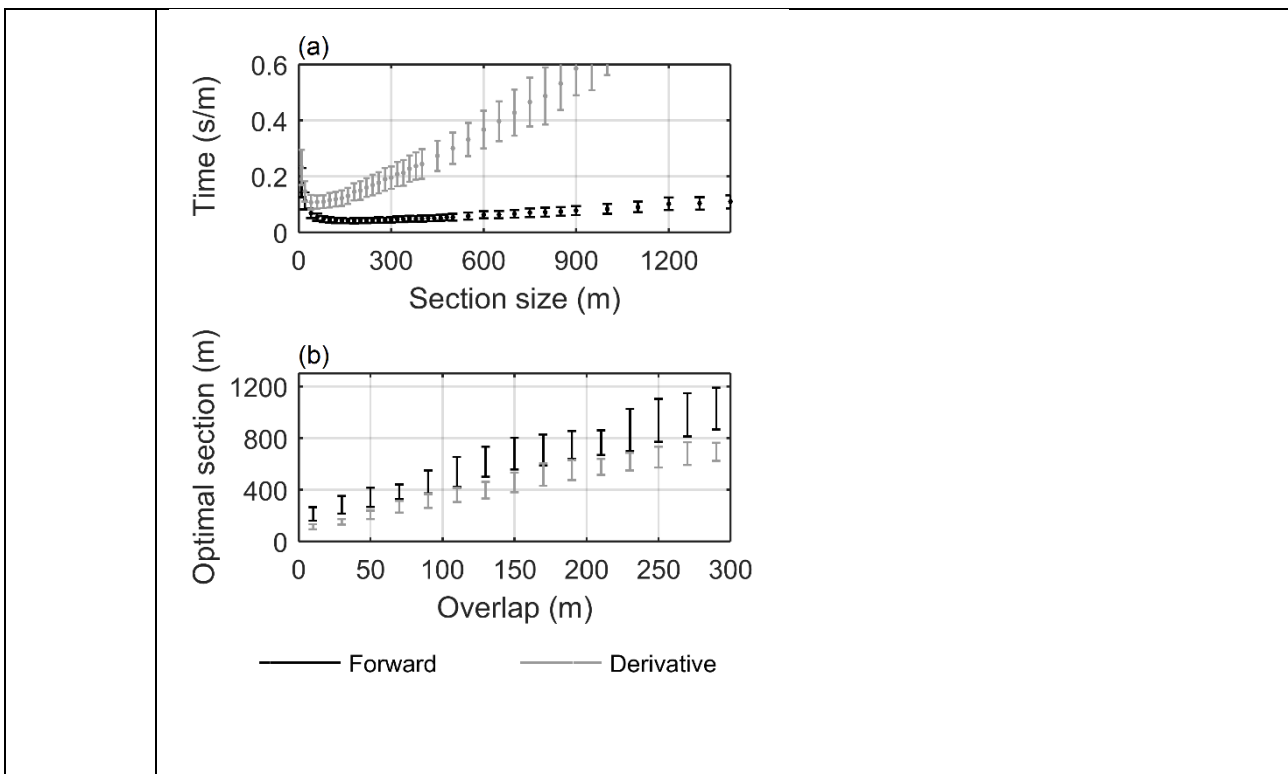 (a)
0.6
0.4
0.2
0
Time (s/m)
0 300 600 900 1200
Section size (m)
(b)
1200
800
400
0
Optimal section (m)
0 50 100 150 200 250 300
Overlap (m)
Forward Derivative